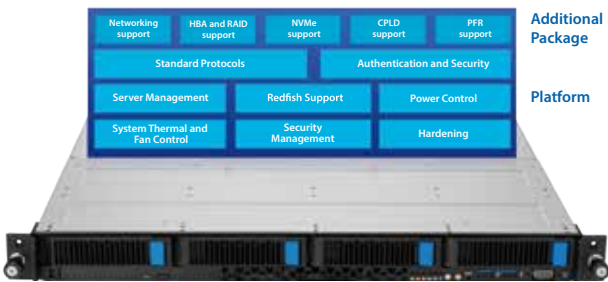 Networking
support
HBA and RAID
support
NVMe
support
CPLD
support
PFR
support
Additional
Package
Standard Protocols
Authentication and Security
Server Management
Redfish Support
Power Control
Platform
System Thermal and
Fan Control
Security
Management
Hardening